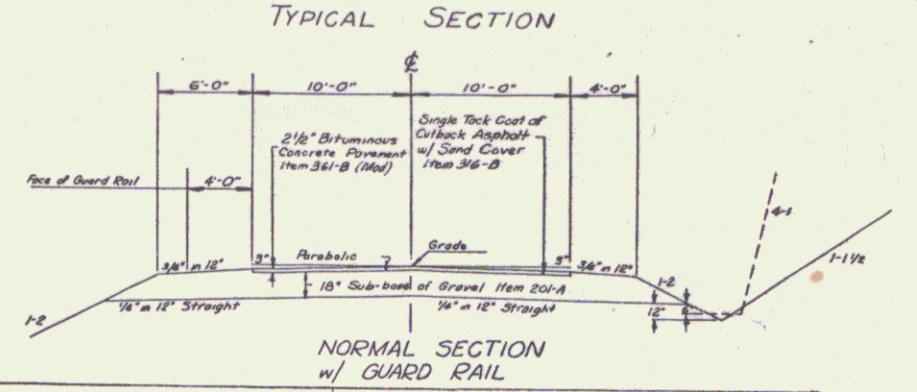 TYPICAL SECTION
℄
6'-0" 10'-0" 10'-0" 4'-0"
2½" Bituminous
Concrete Pavement
Item 361-B (Mod)
Single Tack Coat of
Cutback Asphalt
w/ Sand Cover
Item 316-B
Face of Guard Rail
4'-0"
4-1
Grade
Parabolic
3/4" in 12" 3" 3" 3/4" in 12"
1-1½
18" Sub-base of Gravel Item 201-A
1-2
1/4" in 12" Straight 1/4" in 12" Straight
12"
1-2
NORMAL SECTION
w/ GUARD RAIL